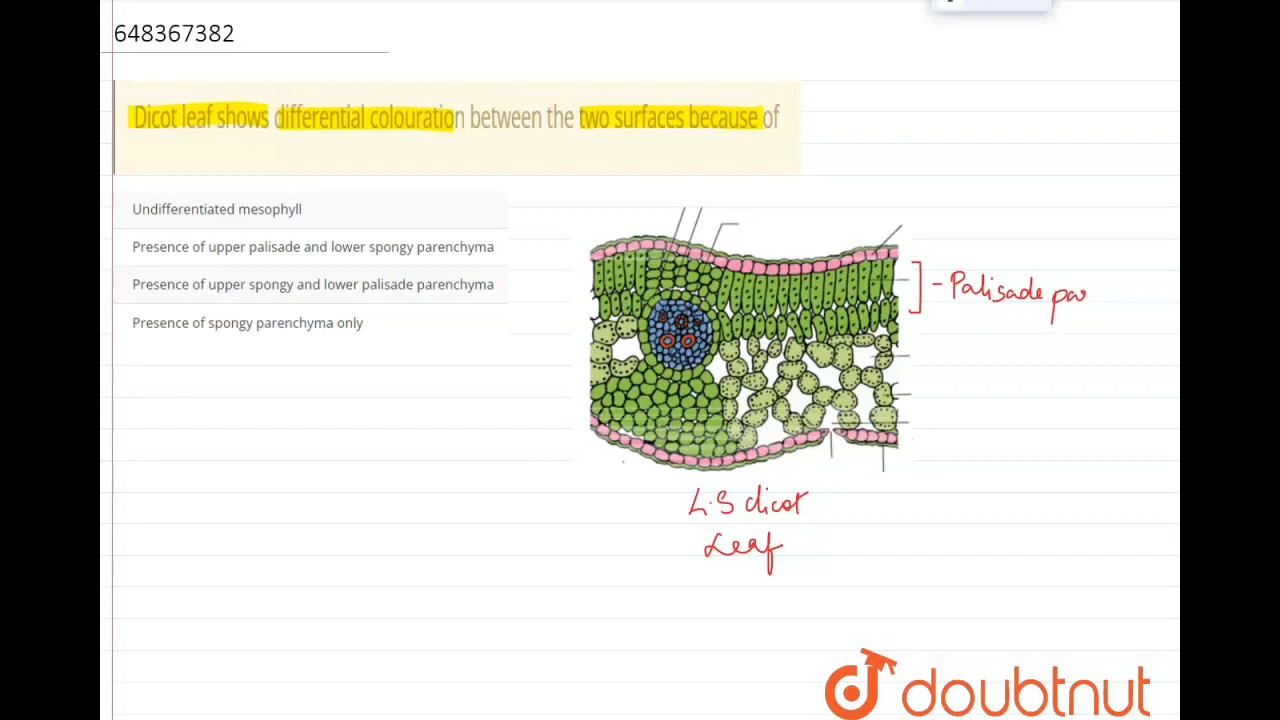 648367382
Dicot leaf shows differential colouration between the two surfaces because of
Undifferentiated mesophyll
Presence of upper palisade and lower spongy parenchyma
Presence of upper spongy and lower palisade parenchyma
Presence of spongy parenchyma only
- Palisade par
L.S dicot
Leaf
doubtnut